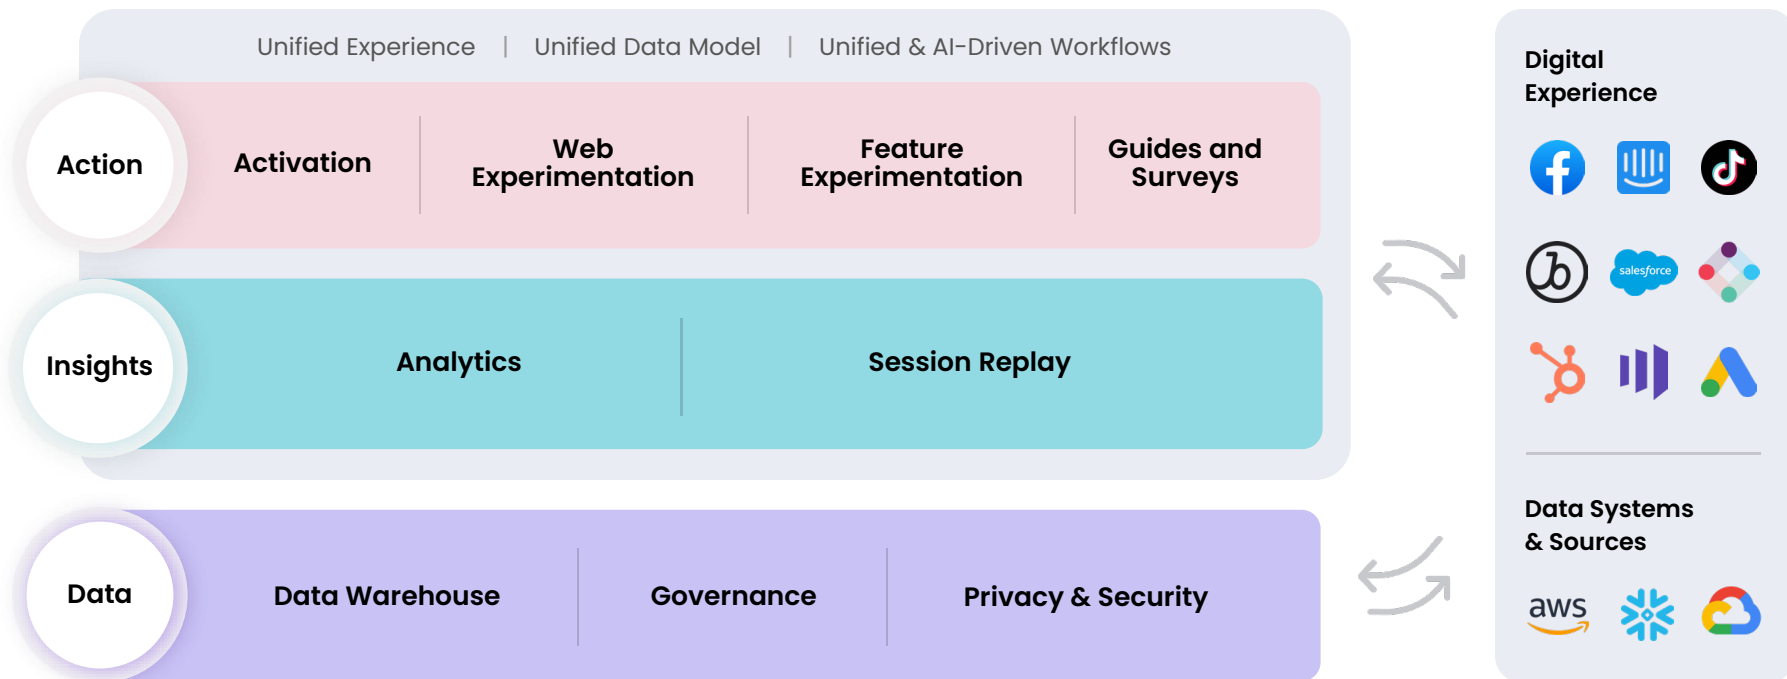 Unified Experience | Unified Data Model | Unified & AI-Driven Workflows
Action
Activation
Web
Experimentation
Feature
Experimentation
Guides and
Surveys
Insights
Analytics
Session Replay
Data
Data Warehouse
Governance
Privacy & Security
Digital
Experience
salesforce
Data Systems
& Sources
aws